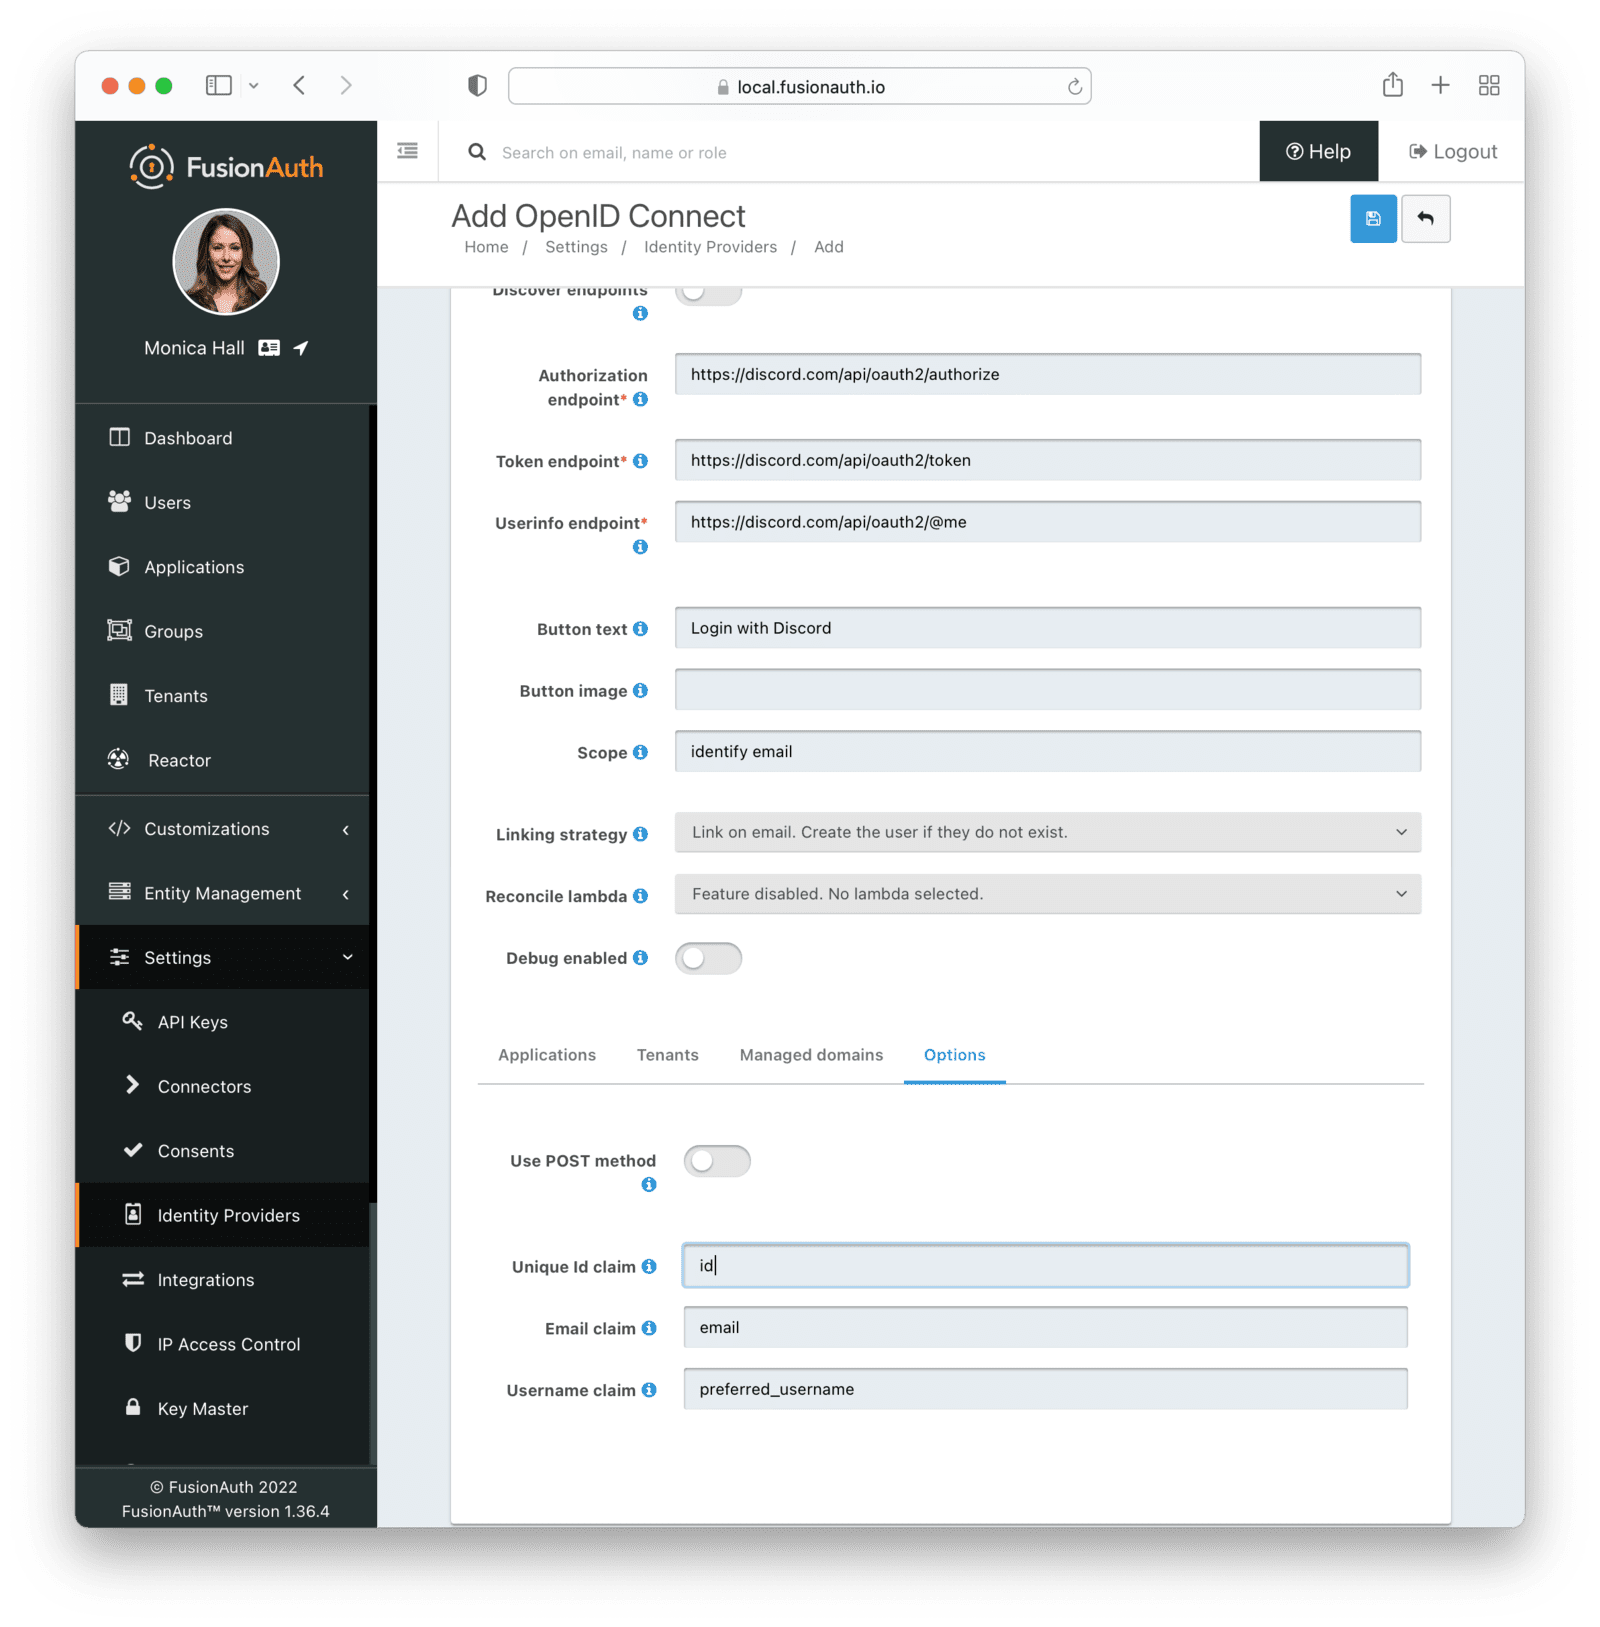 local.fusionauth.io
FusionAuth
Search on email, name or role
Help
Logout
Add OpenID Connect
Home / Settings / Identity Providers / Add
Monica Hall
Dashboard
Users
Applications
Groups
Tenants
Reactor
Customizations
Entity Management
Settings
API Keys
Connectors
Consents
Identity Providers
Integrations
IP Access Control
Key Master
© FusionAuth 2022
FusionAuth™ version 1.36.4
Discover endpoints
Authorization
endpoint*
https://discord.com/api/oauth2/authorize
Token endpoint*
https://discord.com/api/oauth2/token
Userinfo endpoint*
https://discord.com/api/oauth2/@me
Button text
Login with Discord
Button image
Scope
identify email
Linking strategy
Link on email. Create the user if they do not exist.
Reconcile lambda
Feature disabled. No lambda selected.
Debug enabled
Applications
Tenants
Managed domains
Options
Use POST method
Unique Id claim
id
Email claim
email
Username claim
preferred_username